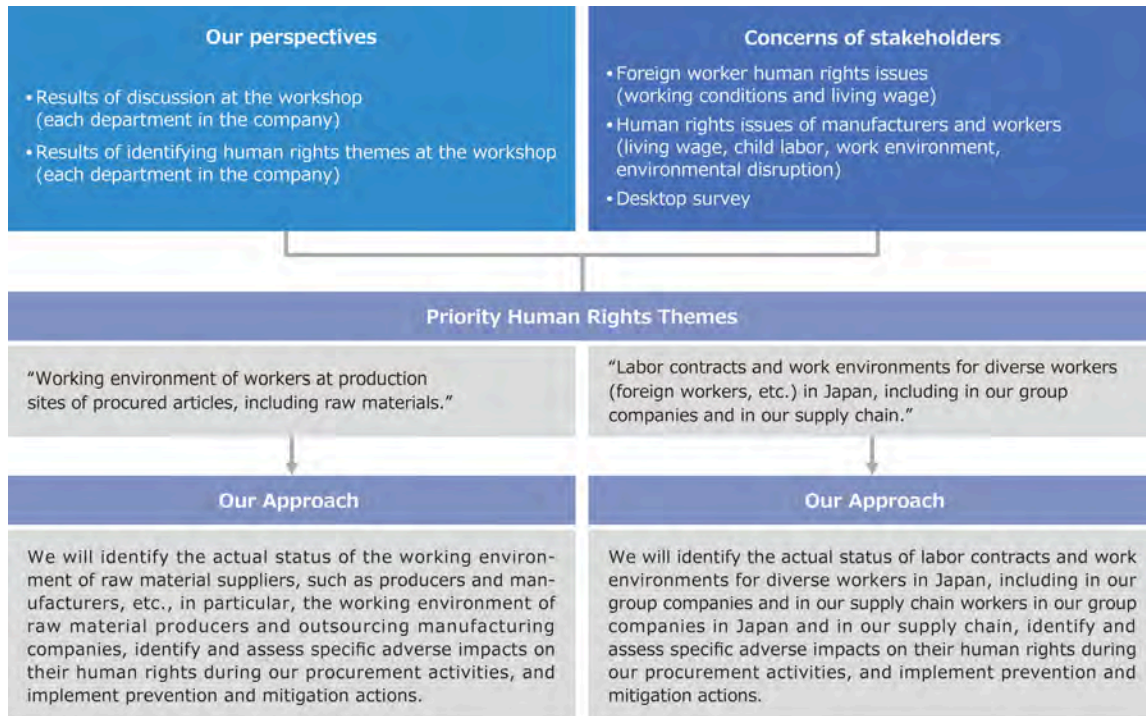 Our perspectives
• Results of discussion at the workshop
(each department in the company)
• Results of identifying human rights themes at the workshop
(each department in the company)
Concerns of stakeholders
• Foreign worker human rights issues
(working conditions and living wage)
• Human rights issues of manufacturers and workers
(living wage, child labor, work environment,
environmental disruption)
• Desktop survey
Priority Human Rights Themes
“Working environment of workers at production
sites of procured articles, including raw materials.”
“Labor contracts and work environments for diverse workers
(foreign workers, etc.) in Japan, including in our group
companies and in our supply chain.”
Our Approach
We will identify the actual status of the working environ-
ment of raw material suppliers, such as producers and man-
ufacturers, etc., in particular, the working environment of
raw material producers and outsourcing manufacturing
companies, identify and assess specific adverse impacts on
their human rights during our procurement activities, and
implement prevention and mitigation actions.
Our Approach
We will identify the actual status of labor contracts and work
environments for diverse workers in Japan, including in our
group companies and in our supply chain workers in our group
companies in Japan and in our supply chain, identify and
assess specific adverse impacts on their human rights during
our procurement activities, and implement prevention and
mitigation actions.